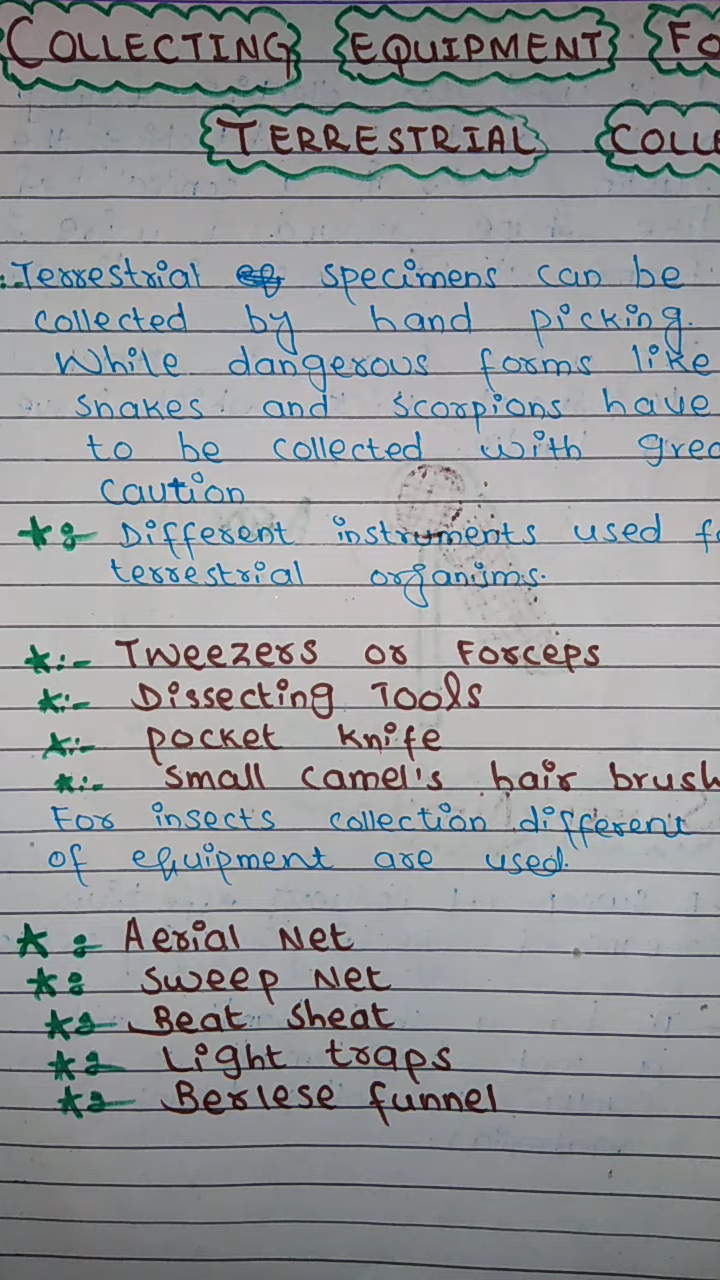 COLLECTING EQUIPMENT FO
TERRESTRIAL COLLE
:- Terrestrial specimens can be
collected by hand picking.
While dangerous forms like
snakes and scorpions have
to be collected with grea
caution
*:- Different instruments used fo
terrestrial organisms.
*:- Tweezers or Forceps
*:- Dissecting Tools
*:- pocket knife
*:- Small camel's hair brush
For insects collection different
of equipment are used.
*:- Aerial Net
*:- Sweep Net
*:- Beat Sheat
*:- Light traps
*:- Berlese funnel